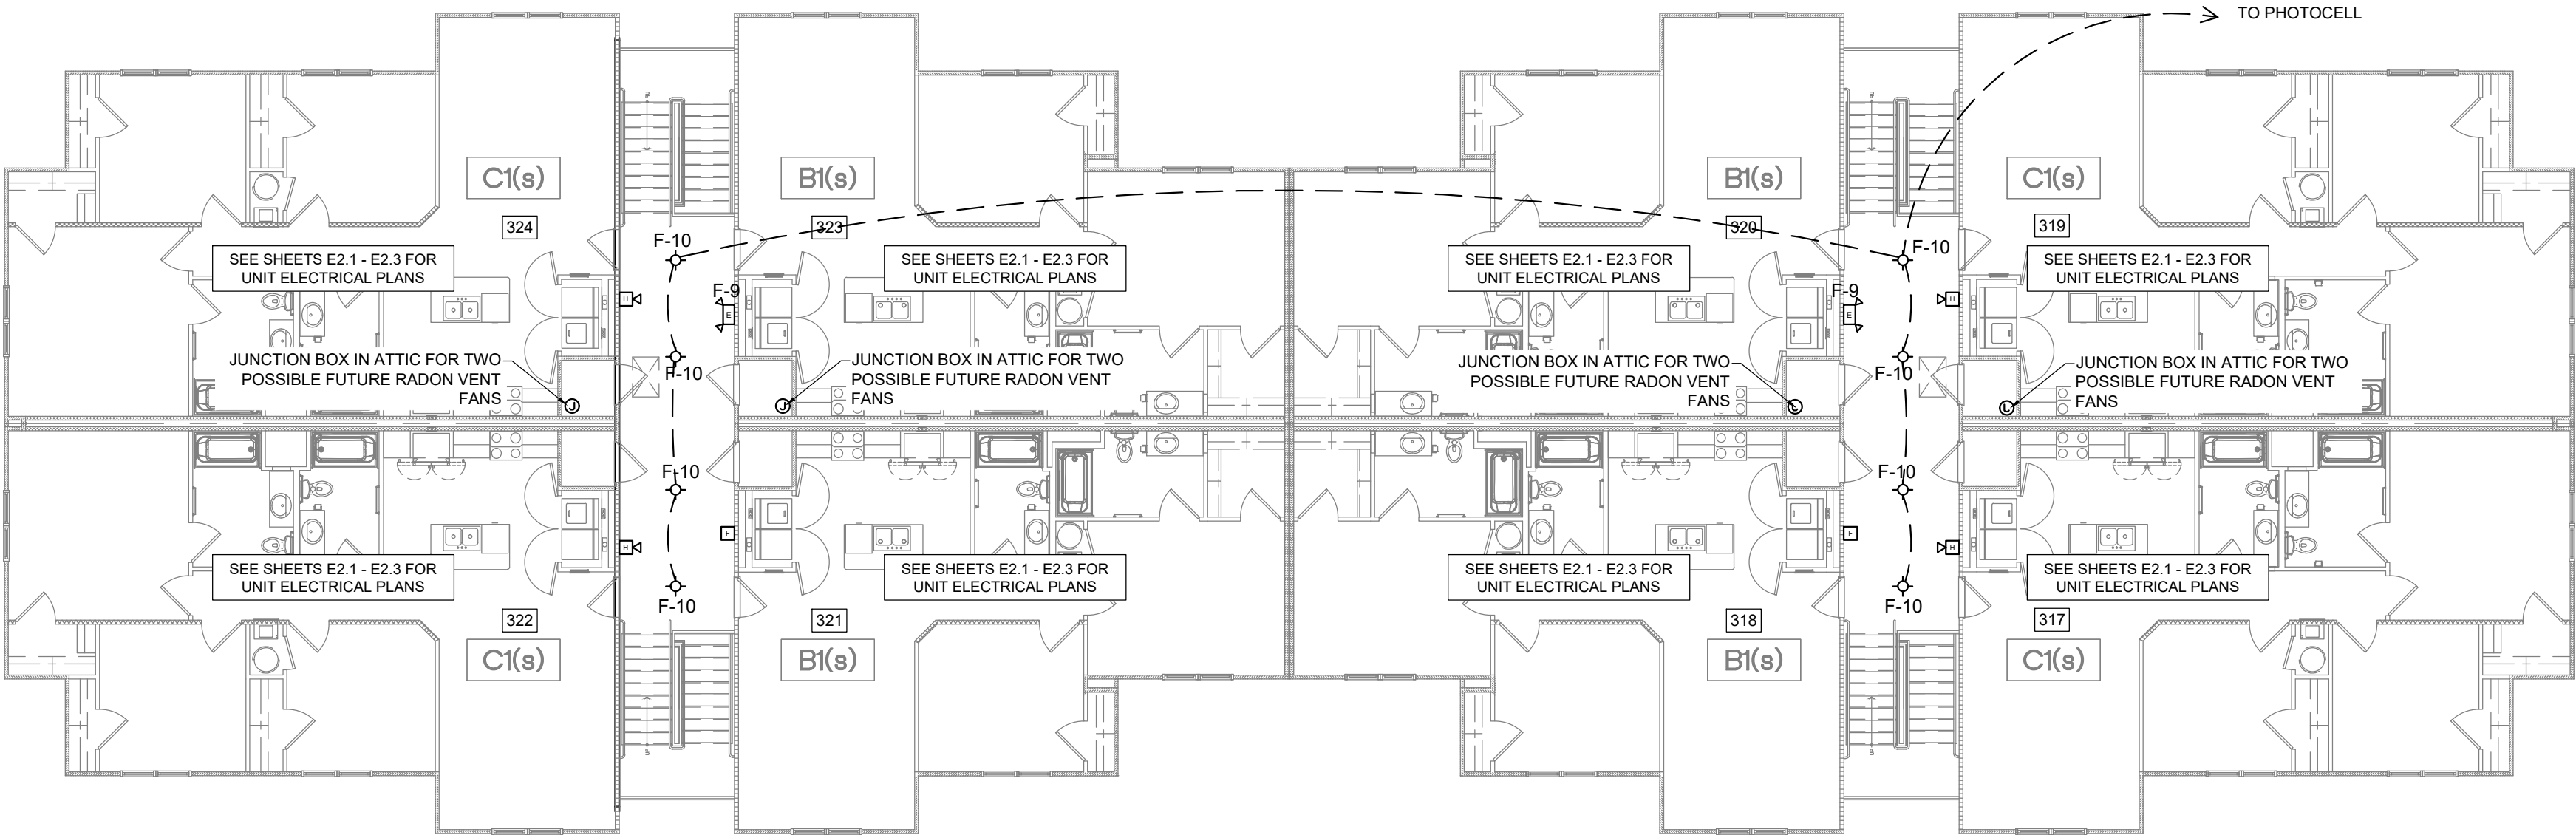 TO PHOTOCELL
C1(s)
B1(s)
B1(s)
C1(s)
324
323
320
319
F-10
F-10
SEE SHEETS E2.1 - E2.3 FOR
UNIT ELECTRICAL PLANS
SEE SHEETS E2.1 - E2.3 FOR
UNIT ELECTRICAL PLANS
SEE SHEETS E2.1 - E2.3 FOR
UNIT ELECTRICAL PLANS
SEE SHEETS E2.1 - E2.3 FOR
UNIT ELECTRICAL PLANS
H
F-9
E
F-9
E
H
JUNCTION BOX IN ATTIC FOR TWO
POSSIBLE FUTURE RADON VENT
FANS
J
F-10
JUNCTION BOX IN ATTIC FOR TWO
POSSIBLE FUTURE RADON VENT
FANS
J
JUNCTION BOX IN ATTIC FOR TWO
POSSIBLE FUTURE RADON VENT
FANS
J
F-10
JUNCTION BOX IN ATTIC FOR TWO
POSSIBLE FUTURE RADON VENT
FANS
J
F-10
F-10
H
F
F
H
SEE SHEETS E2.1 - E2.3 FOR
UNIT ELECTRICAL PLANS
SEE SHEETS E2.1 - E2.3 FOR
UNIT ELECTRICAL PLANS
SEE SHEETS E2.1 - E2.3 FOR
UNIT ELECTRICAL PLANS
SEE SHEETS E2.1 - E2.3 FOR
UNIT ELECTRICAL PLANS
F-10
F-10
322
321
318
317
C1(s)
B1(s)
B1(s)
C1(s)